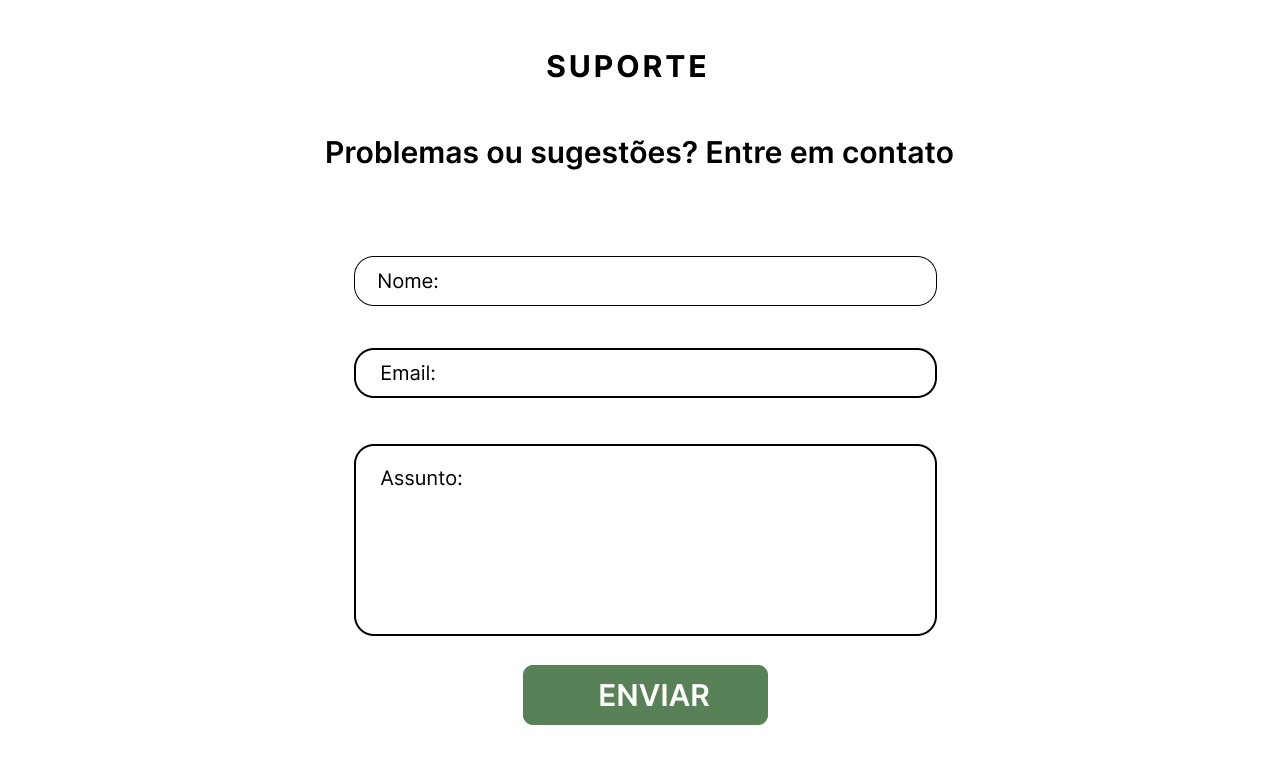 SUPORTE
Problemas ou sugestões? Entre em contato
Nome:
Email:
Assunto:
ENVIAR